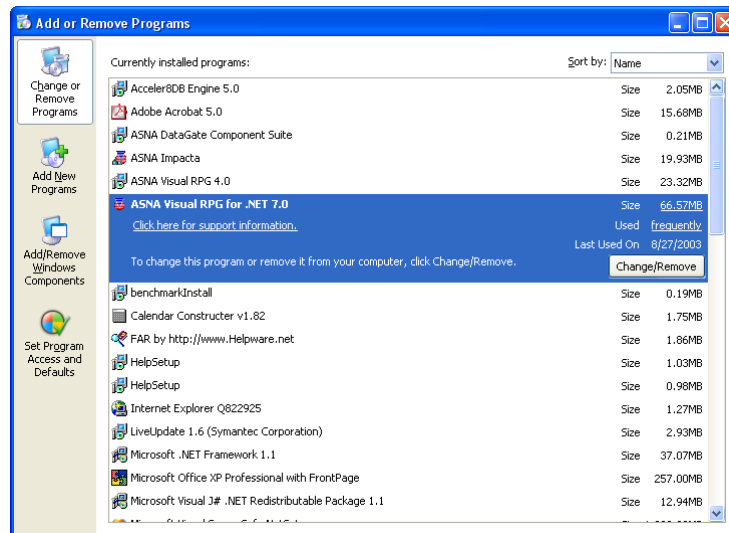 Add or Remove Programs
Change or
Remove
Programs
Add New
Programs
Add/Remove
Windows
Components
Set Program
Access and
Defaults
Currently installed programs: Sort by: Name
Acceler8DB Engine 5.0 Size 2.05MB
Adobe Acrobat 5.0 Size 15.68MB
ASNA DataGate Component Suite Size 0.21MB
ASNA Impacta Size 19.93MB
ASNA Visual RPG 4.0 Size 23.32MB
ASNA Visual RPG for .NET 7.0 Size 66.57MB
Click here for support information. Used frequently
Last Used On 8/27/2003
To change this program or remove it from your computer, click Change/Remove. Change/Remove
benchmarkInstall Size 0.19MB
Calendar Constructer v1.82 Size 1.75MB
FAR by http://www.Helpware.net Size 1.86MB
HelpSetup Size 1.03MB
HelpSetup Size 0.98MB
Internet Explorer Q822925 Size 1.27MB
LiveUpdate 1.6 (Symantec Corporation) Size 2.93MB
Microsoft .NET Framework 1.1 Size 37.07MB
Microsoft Office XP Professional with FrontPage Size 257.00MB
Microsoft Visual J# .NET Redistributable Package 1.1 Size 12.94MB